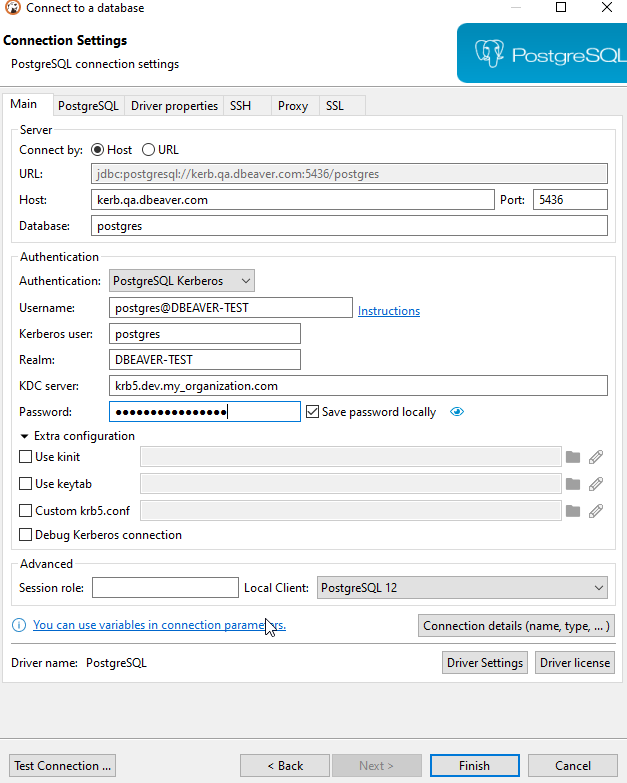 Connect to a database
Connection Settings
PostgreSQL connection settings
PostgreSQL
Main PostgreSQL Driver properties SSH Proxy SSL
Server
Connect by: Host URL
URL: jdbc:postgresql://kerb.qa.dbeaver.com:5436/postgres
Host: kerb.qa.dbeaver.com Port: 5436
Database: postgres
Authentication
Authentication: PostgreSQL Kerberos
Username: postgres@DBEAVER-TEST Instructions
Kerberos user: postgres
Realm: DBEAVER-TEST
KDC server: krb5.dev.my_organization.com
Password: ●●●●●●●●●●●●●●●● Save password locally
Extra configuration
Use kinit
Use keytab
Custom krb5.conf
Debug Kerberos connection
Advanced
Session role: Local Client: PostgreSQL 12
You can use variables in connection parameters. Connection details (name, type, ... )
Driver name: PostgreSQL Driver Settings Driver license
Test Connection ... < Back Next > Finish Cancel